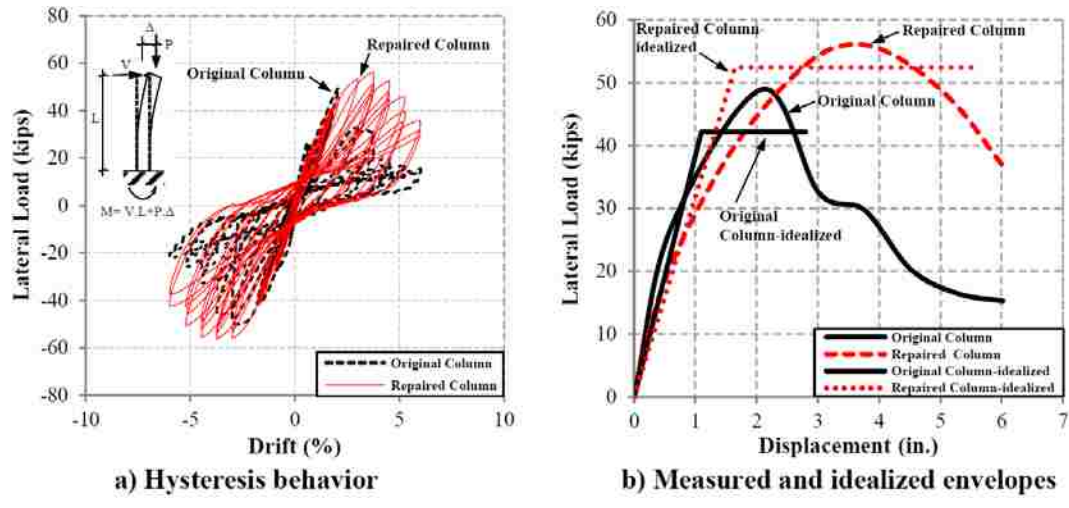 80
60
40
20
0
-20
-40
-60
-80
-10
-5
0
5
10
Lateral Load (kips)
Drift (%)
Δ
P
V
L
M= V.L+P.Δ
Repaired Column
Original Column
Original Column
Repaired Column
a) Hysteresis behavior
60
50
40
30
20
10
0
0
1
2
3
4
5
6
7
Lateral Load (kips)
Displacement (in.)
Repaired Column
idealized
Repaired Column
Original Column
Original
Column-idealized
Original Column
Repaired Column
Original Column-idealized
Repaired Column-idealized
b) Measured and idealized envelopes